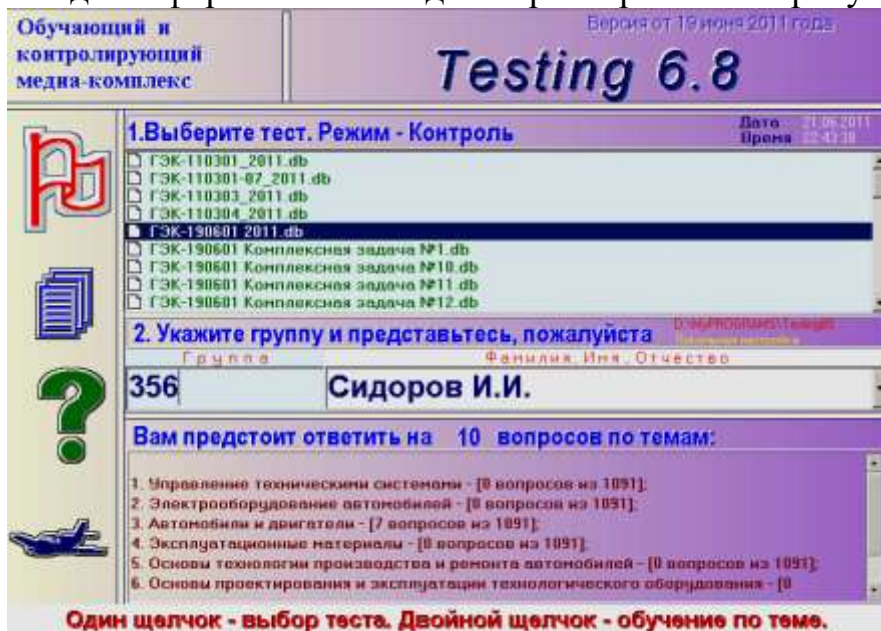 Обучающий и
контролирующий
медиа-комплекс
Версия от 19 июня 2011 года
Testing 6.8
1.Выберите тест. Режим - Контроль
Дата 21.06.2011
Время 22:43:38
ГЭК-110301_2011.db
ГЭК-110301-07_2011.db
ГЭК-110303_2011.db
ГЭК-110304_2011.db
ГЭК-190601 2011.db
ГЭК-190601 Комплексная задача №1.db
ГЭК-190601 Комплексная задача №10.db
ГЭК-190601 Комплексная задача №11.db
ГЭК-190601 Комплексная задача №12.db
2. Укажите группу и представьтесь, пожалуйста
Группа
Фамилия, Имя, Отчество
356
Сидоров И.И.
Вам предстоит ответить на 10 вопросов по темам:
1. Управление техническими системами - [0 вопросов из 1091];
2. Электрооборудование автомобилей - [0 вопросов из 1091];
3. Автомобили и двигатели - [7 вопросов из 1091];
4. Эксплуатационные материалы - [0 вопросов из 1091];
5. Основы технологии производства и ремонта автомобилей - [0 вопросов из 1091];
6. Основы проектирования и эксплуатации технологического оборудования - [0
Один щелчок - выбор теста. Двойной щелчок - обучение по теме.